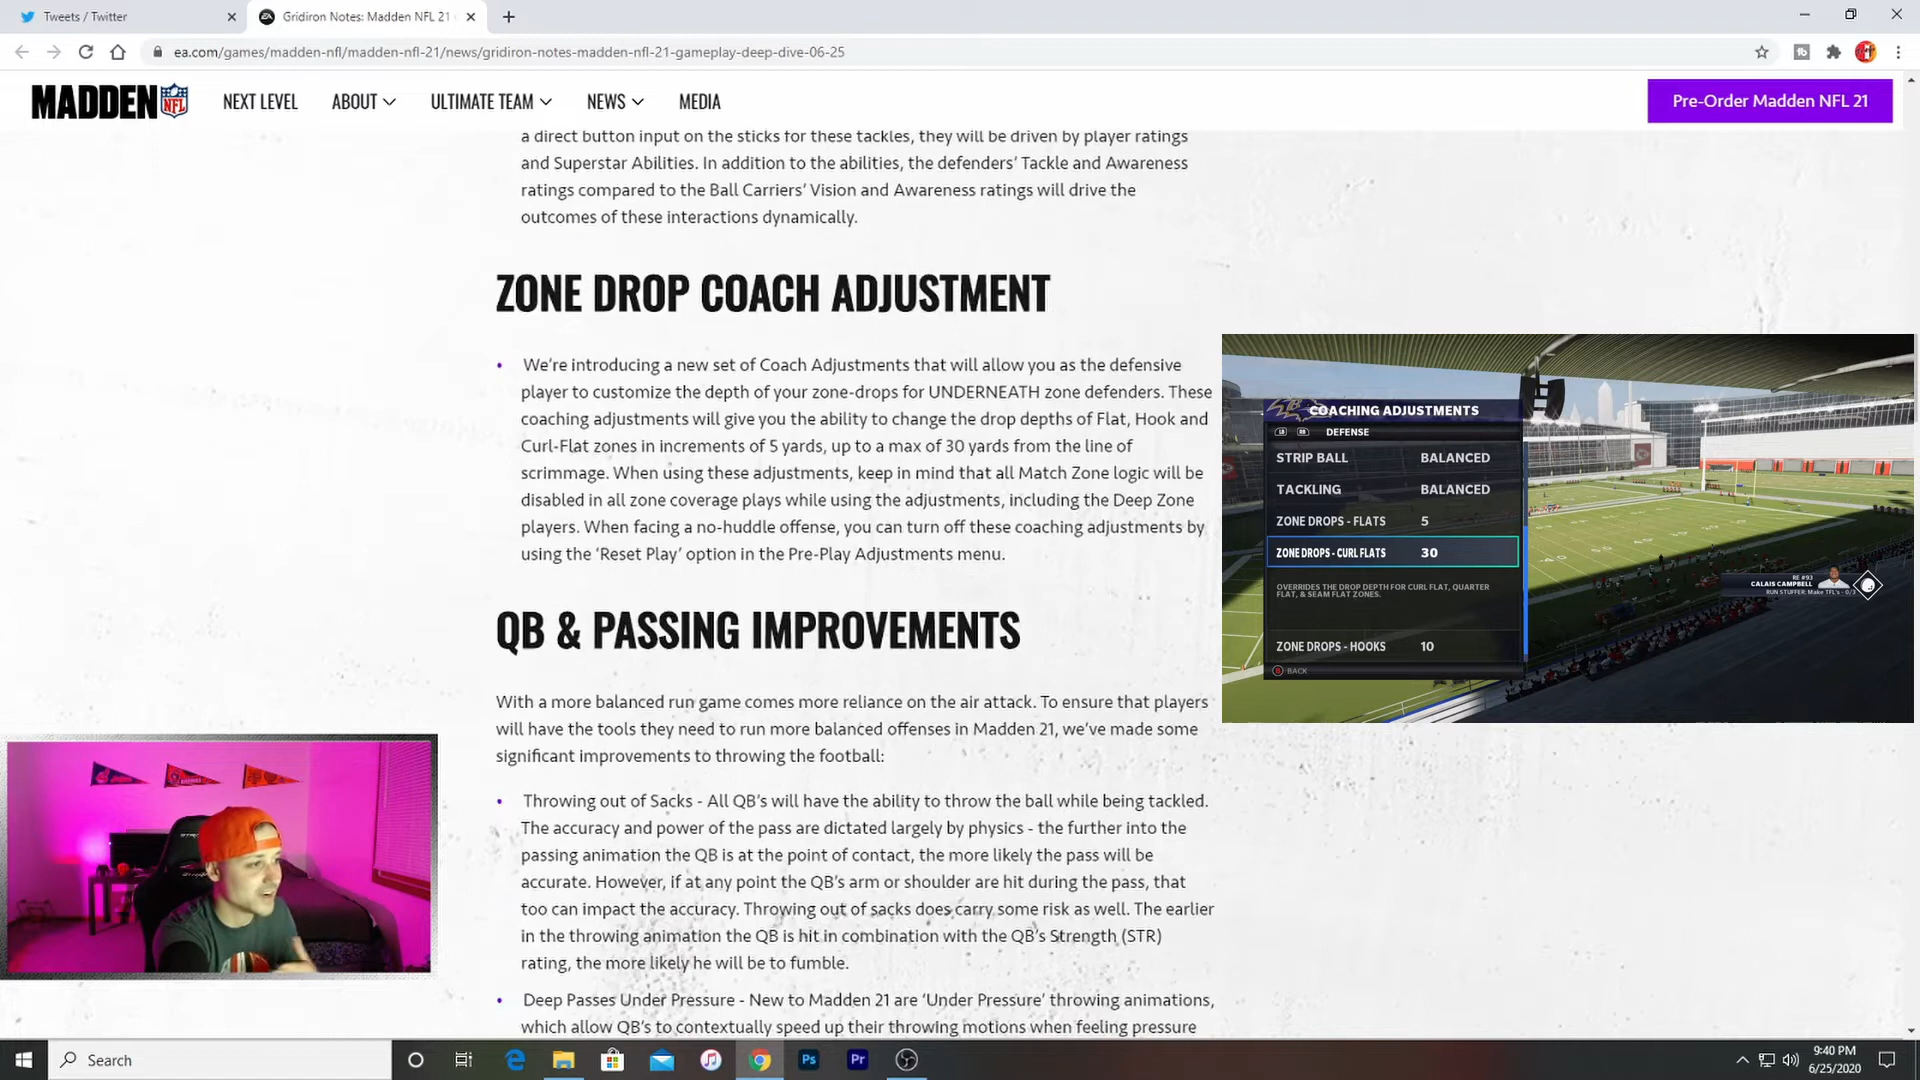 Tweets / Twitter
Gridiron Notes: Madden NFL 21
ea.com/games/madden-nfl/madden-nfl-21/news/gridiron-notes-madden-nfl-21-gameplay-deep-dive-06-25
MADDEN NFL
NEXT LEVEL
ABOUT
ULTIMATE TEAM
NEWS
MEDIA
Pre-Order Madden NFL 21
a direct button input on the sticks for these tackles, they will be driven by player ratings
and Superstar Abilities. In addition to the abilities, the defenders' Tackle and Awareness
ratings compared to the Ball Carriers' Vision and Awareness ratings will drive the
outcomes of these interactions dynamically.
ZONE DROP COACH ADJUSTMENT
• We're introducing a new set of Coach Adjustments that will allow you as the defensive
player to customize the depth of your zone-drops for UNDERNEATH zone defenders. These
coaching adjustments will give you the ability to change the drop depths of Flat, Hook and
Curl-Flat zones in increments of 5 yards, up to a max of 30 yards from the line of
scrimmage. When using these adjustments, keep in mind that all Match Zone logic will be
disabled in all zone coverage plays while using the adjustments, including the Deep Zone
players. When facing a no-huddle offense, you can turn off these coaching adjustments by
using the 'Reset Play' option in the Pre-Play Adjustments menu.
QB & PASSING IMPROVEMENTS
With a more balanced run game comes more reliance on the air attack. To ensure that players
will have the tools they need to run more balanced offenses in Madden 21, we've made some
significant improvements to throwing the football:
• Throwing out of Sacks - All QB's will have the ability to throw the ball while being tackled.
The accuracy and power of the pass are dictated largely by physics - the further into the
passing animation the QB is at the point of contact, the more likely the pass will be
accurate. However, if at any point the QB's arm or shoulder are hit during the pass, that
too can impact the accuracy. Throwing out of sacks does carry some risk as well. The earlier
in the throwing animation the QB is hit in combination with the QB's Strength (STR)
rating, the more likely he will be to fumble.
• Deep Passes Under Pressure - New to Madden 21 are 'Under Pressure' throwing animations,
which allow QB's to contextually speed up their throwing motions when feeling pressure
COACHING ADJUSTMENTS
LB RB DEFENSE
STRIP BALL BALANCED
TACKLING BALANCED
ZONE DROPS - FLATS 5
ZONE DROPS - CURL FLATS 30
OVERRIDES THE DROP DEPTH FOR CURL FLAT, QUARTER
FLAT, & SEAM FLAT ZONES.
ZONE DROPS - HOOKS 10
B BACK
RE #93
CALAIS CAMPBELL
RUN STUFFER: Make TFL's - 0/3
Search
Ps
Pr
9:40 PM
6/25/2020